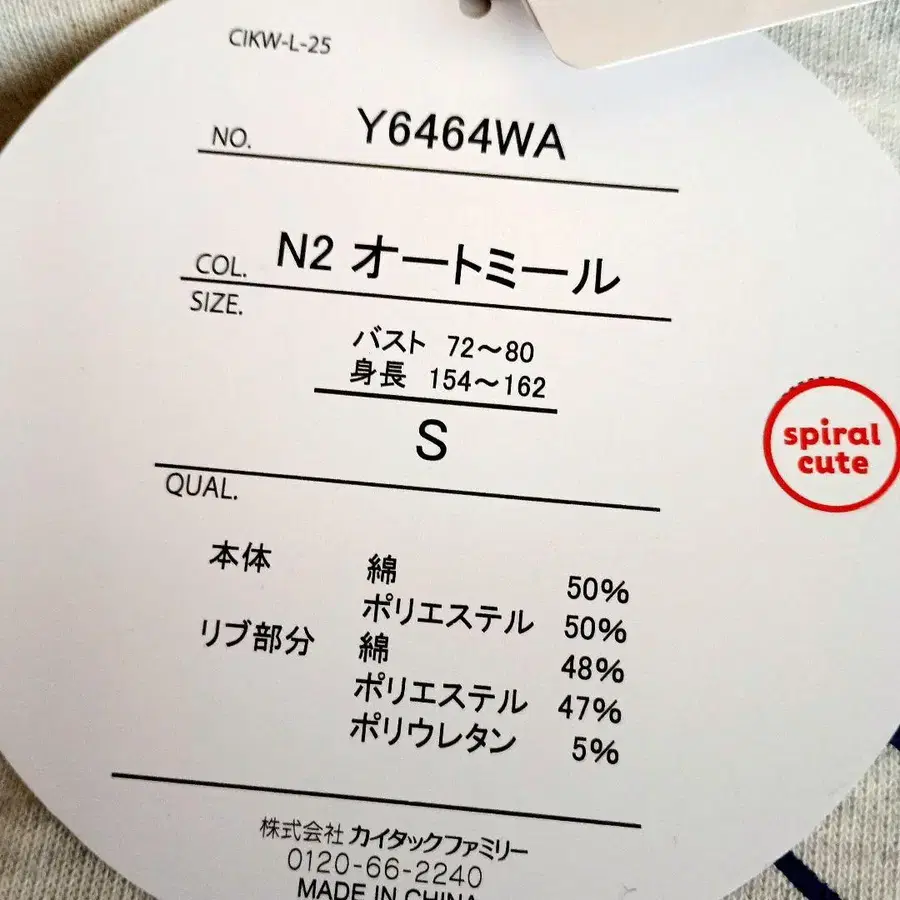 CIKW-L-25
NO. Y6464WA
COL. N2 オートミール
SIZE.
バスト 72～80
身長 154～162
S
spiral
cute
QUAL.
本体 綿 50%
ポリエステル 50%
リブ部分 綿 48%
ポリエステル 47%
ポリウレタン 5%
株式会社 カイタックファミリー
0120-66-2240
MADE IN CHINA